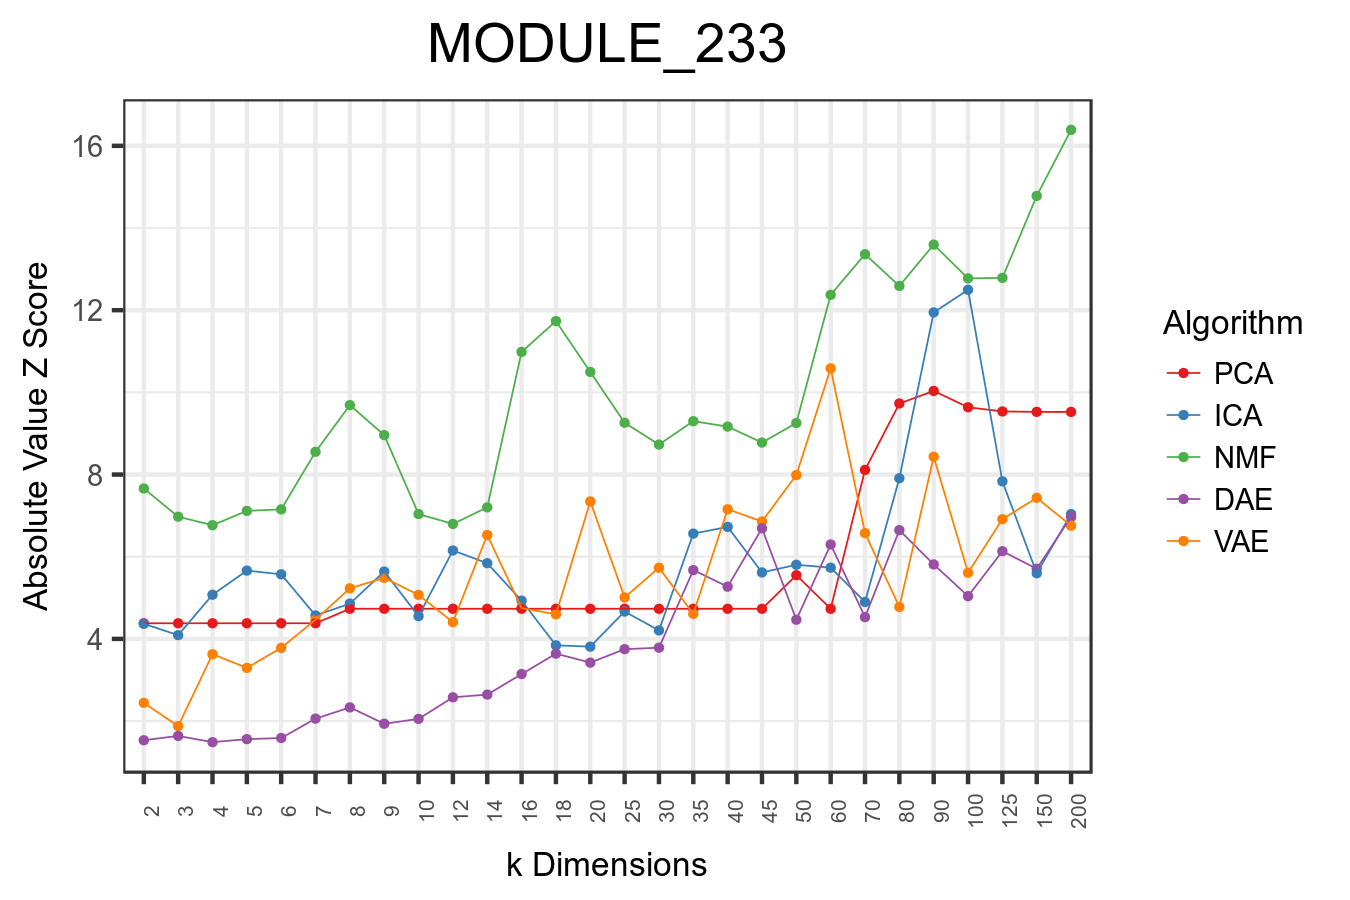 MODULE_233
Absolute Value Z Score
16
12
8
4
2 3 4 5 6 7 8 9 10 12 14 16 18 20 25 30 35 40 45 50 60 70 80 90 100 125 150 200
k Dimensions
Algorithm
PCA
ICA
NMF
DAE
VAE